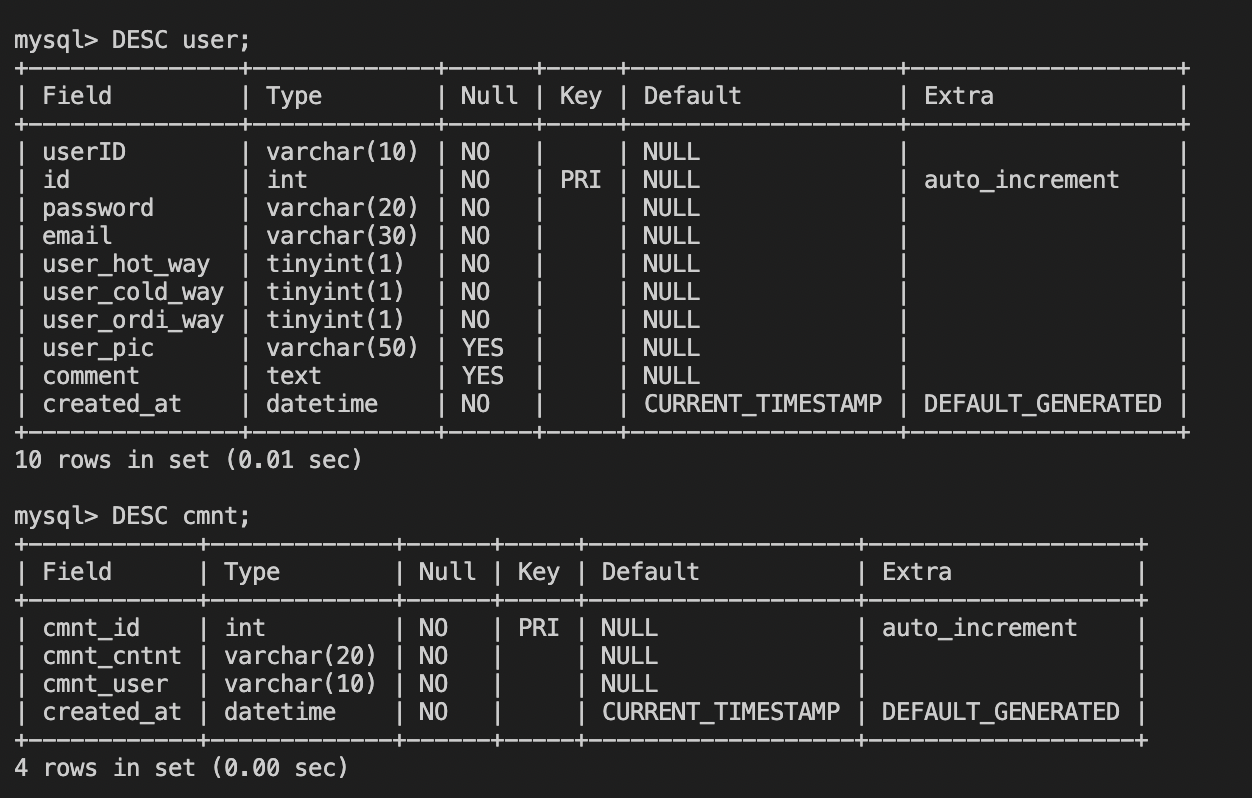 mysql> DESC user;
+---------------+-------------+------+-----+-------------------+-------------------+
| Field         | Type        | Null | Key | Default           | Extra             |
+---------------+-------------+------+-----+-------------------+-------------------+
| userID        | varchar(10) | NO   |     | NULL              |                   |
| id            | int         | NO   | PRI | NULL              | auto_increment    |
| password      | varchar(20) | NO   |     | NULL              |                   |
| email         | varchar(30) | NO   |     | NULL              |                   |
| user_hot_way  | tinyint(1)  | NO   |     | NULL              |                   |
| user_cold_way | tinyint(1)  | NO   |     | NULL              |                   |
| user_ordi_way | tinyint(1)  | NO   |     | NULL              |                   |
| user_pic      | varchar(50) | YES  |     | NULL              |                   |
| comment       | text        | YES  |     | NULL              |                   |
| created_at    | datetime    | NO   |     | CURRENT_TIMESTAMP | DEFAULT_GENERATED |
+---------------+-------------+------+-----+-------------------+-------------------+
10 rows in set (0.01 sec)
mysql> DESC cmnt;
+------------+-------------+------+-----+-------------------+-------------------+
| Field      | Type        | Null | Key | Default           | Extra             |
+------------+-------------+------+-----+-------------------+-------------------+
| cmnt_id    | int         | NO   | PRI | NULL              | auto_increment    |
| cmnt_cntnt | varchar(20) | NO   |     | NULL              |                   |
| cmnt_user  | varchar(10) | NO   |     | NULL              |                   |
| created_at | datetime    | NO   |     | CURRENT_TIMESTAMP | DEFAULT_GENERATED |
+------------+-------------+------+-----+-------------------+-------------------+
4 rows in set (0.00 sec)